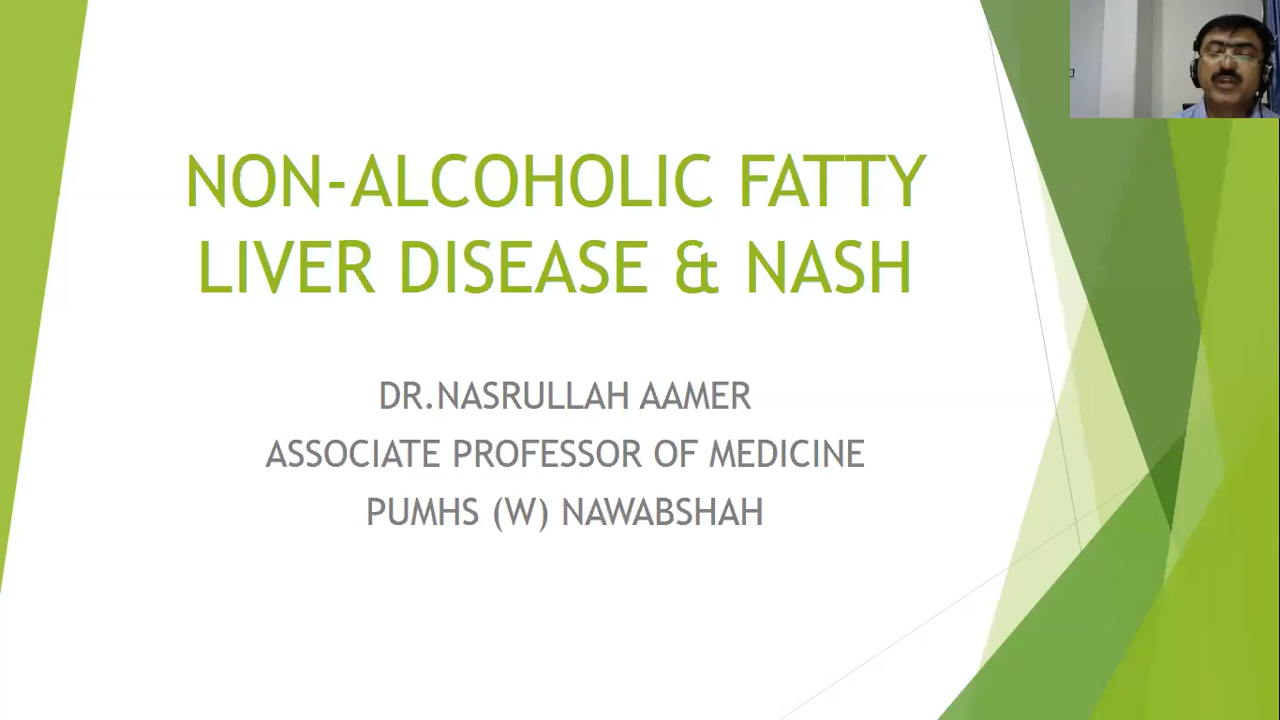 NON-ALCOHOLIC FATTY
LIVER DISEASE & NASH
DR.NASRULLAH AAMER
ASSOCIATE PROFESSOR OF MEDICINE
PUMHS (W) NAWABSHAH